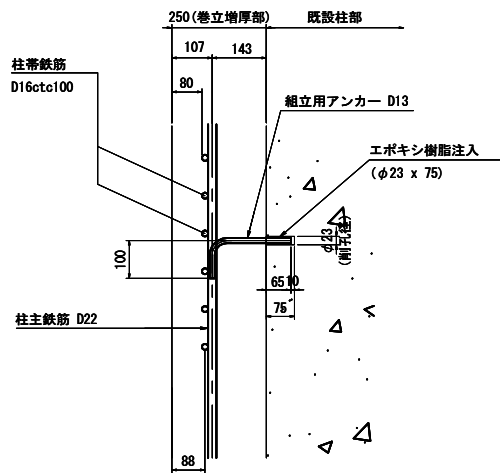 250(巻立増厚部)
既設柱部
107
143
柱帯鉄筋
D16ctc100
80
組立用アンカー D13
エポキシ樹脂注入
(φ23 x 75)
100
φ23
(削孔径)
65
10
75
柱主鉄筋 D22
88